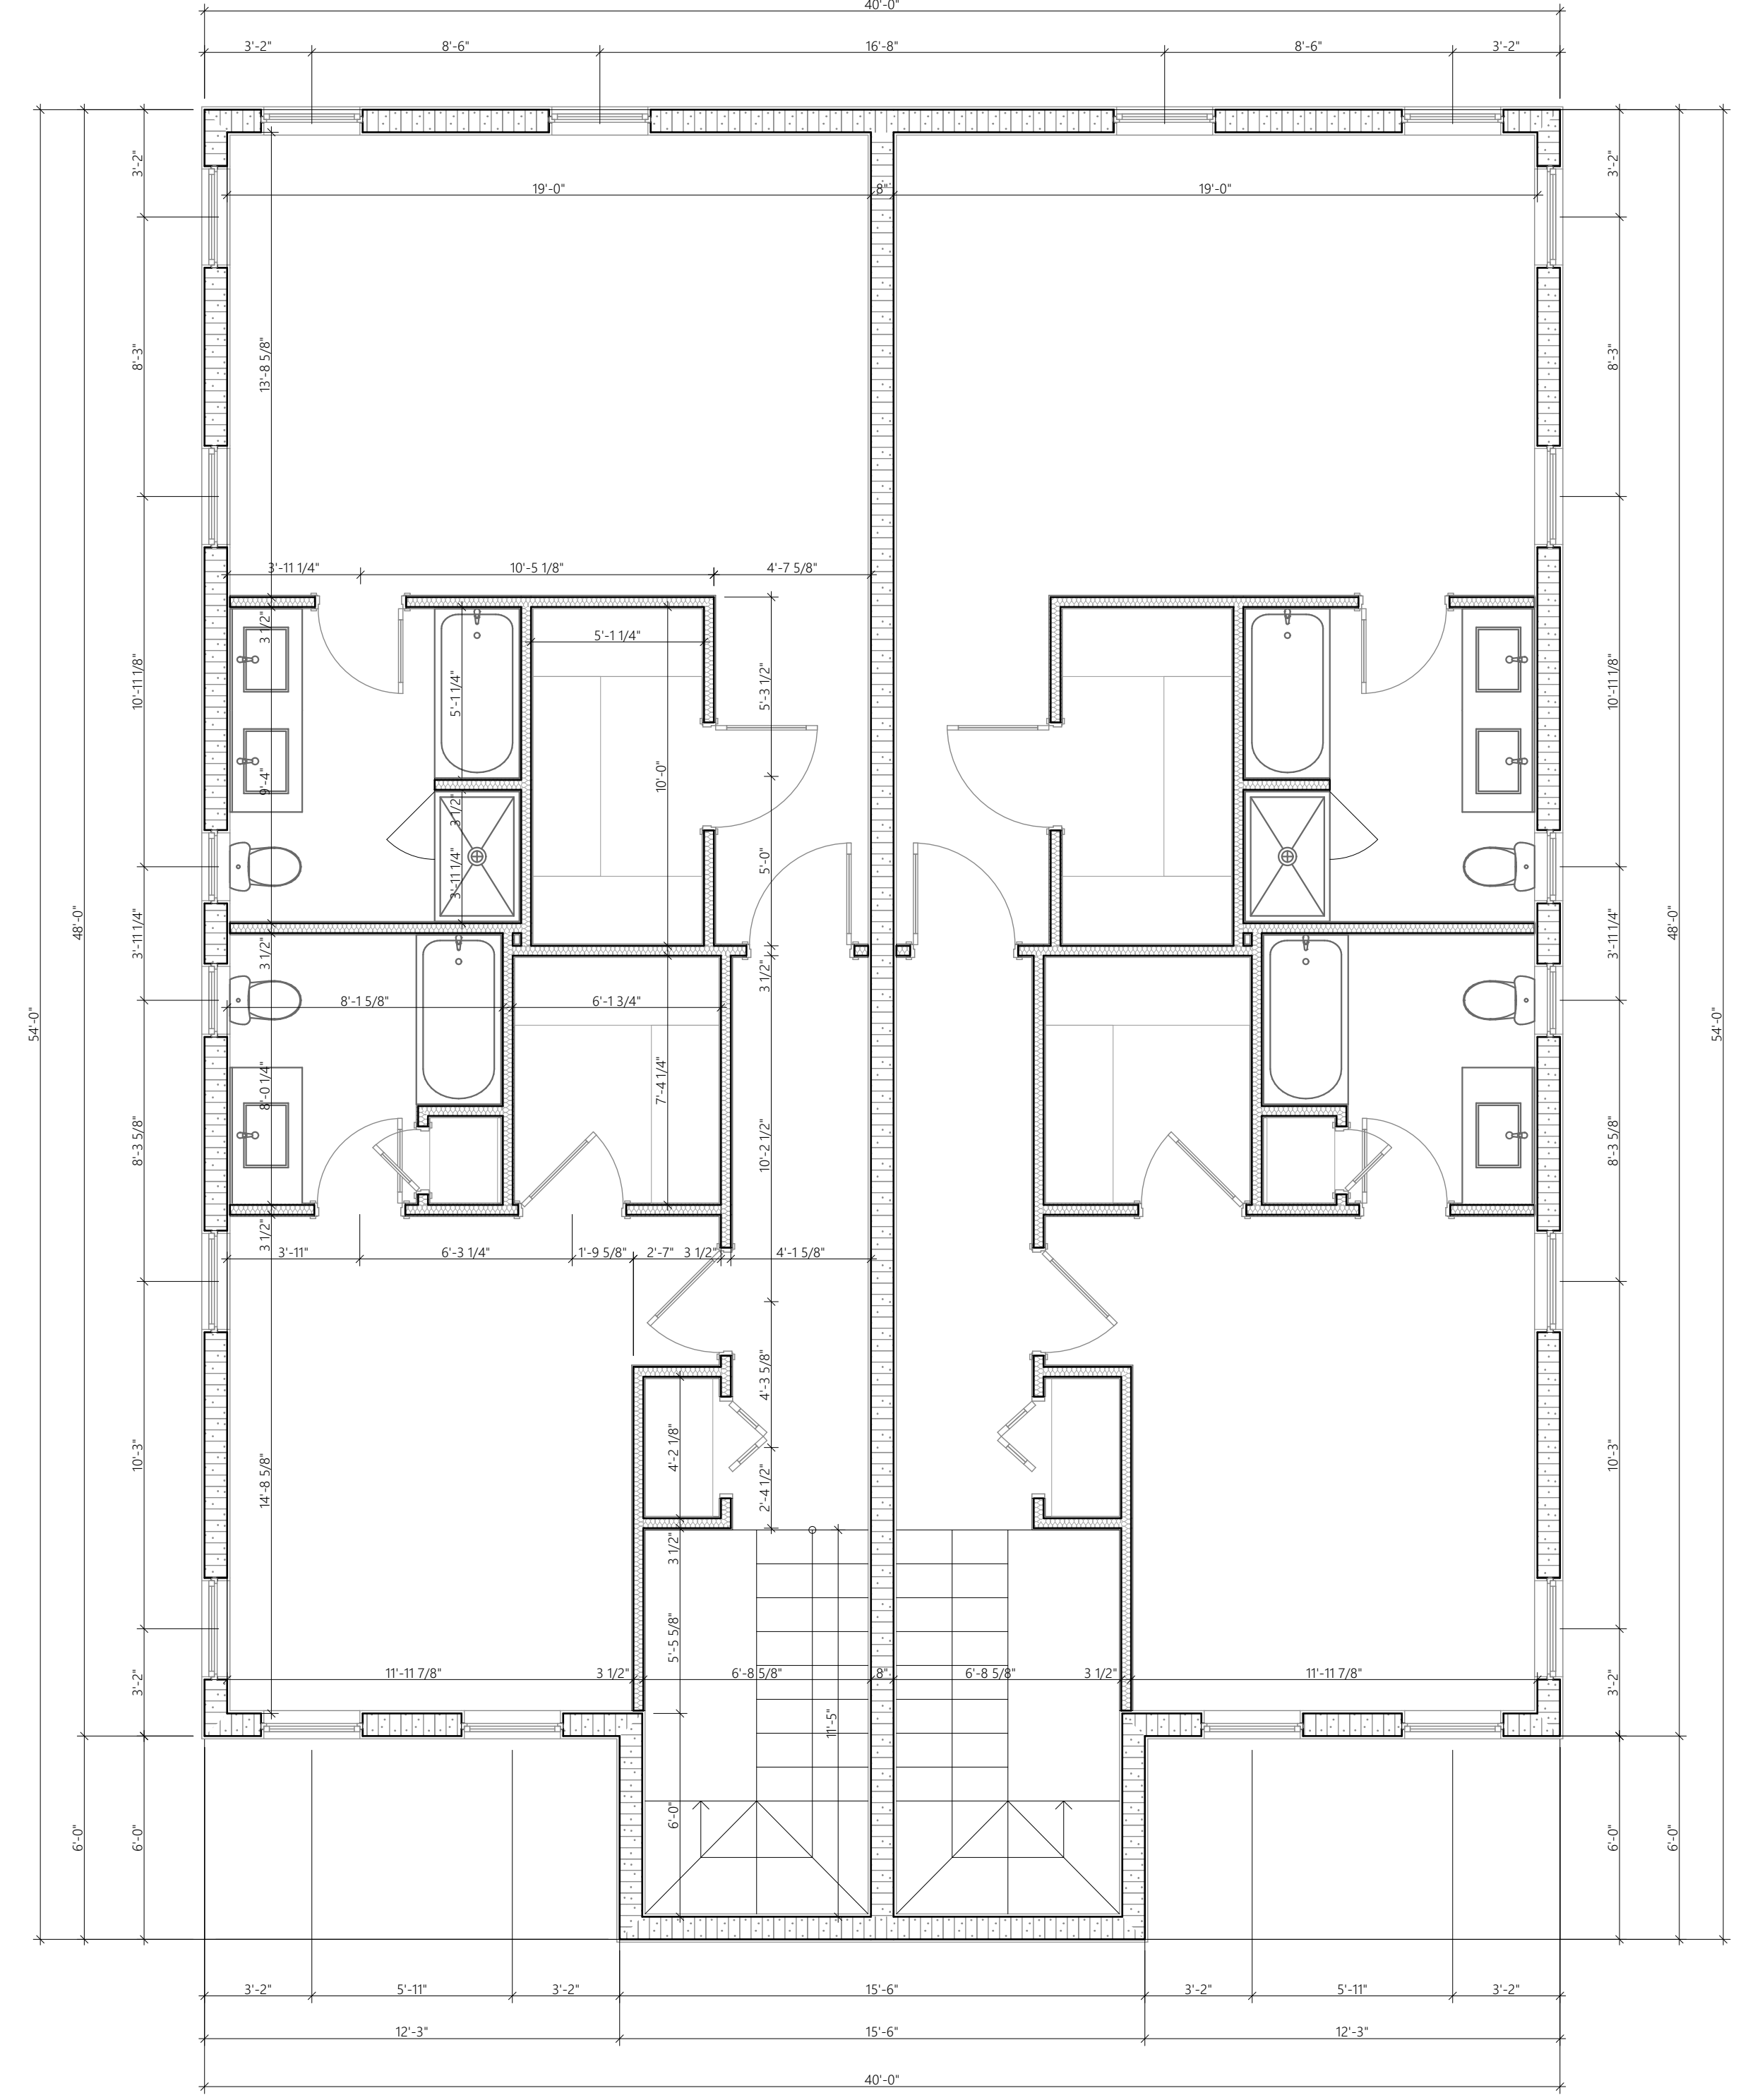 40'-0"
3'-2" 8'-6" 16'-8" 8'-6" 3'-2"
3'-2" 3'-2"
19'-0" 8" 19'-0"
8'-3" 13'-8 5/8" 8'-3"
3'-11 1/4" 10'-5 1/8" 4'-7 5/8"
3 1/2" 5'-1 1/4"
10'-11 1/8" 5'-1 1/4" 5'-3 1/2" 10'-11 1/8"
9'-4" 3 1/2" 10'-0"
3'-11 1/4" 5'-0"
48'-0" 3'-11 1/4" 3 1/2" 3 1/2" 3'-11 1/4" 48'-0"
8'-1 5/8" 6'-1 3/4"
54'-0" 54'-0"
8'-0 1/4" 7'-4 1/4"
8'-3 5/8" 10'-2 1/2" 8'-3 5/8"
3 1/2"
3'-11" 6'-3 1/4" 1'-9 5/8" 2'-7" 3 1/2" 4'-1 5/8"
4'-3 5/8"
10'-3" 4'-2 1/8" 10'-3"
14'-8 5/8" 2'-4 1/2"
3 1/2"
5'-5 5/8"
11'-11 7/8" 3 1/2" 6'-8 5/8" 8" 6'-8 5/8" 3 1/2" 11'-11 7/8"
3'-2" 3'-2"
11'-5"
6'-0" 6'-0" 6'-0" 6'-0" 6'-0"
3'-2" 5'-11" 3'-2" 15'-6" 3'-2" 5'-11" 3'-2"
12'-3" 15'-6" 12'-3"
40'-0"